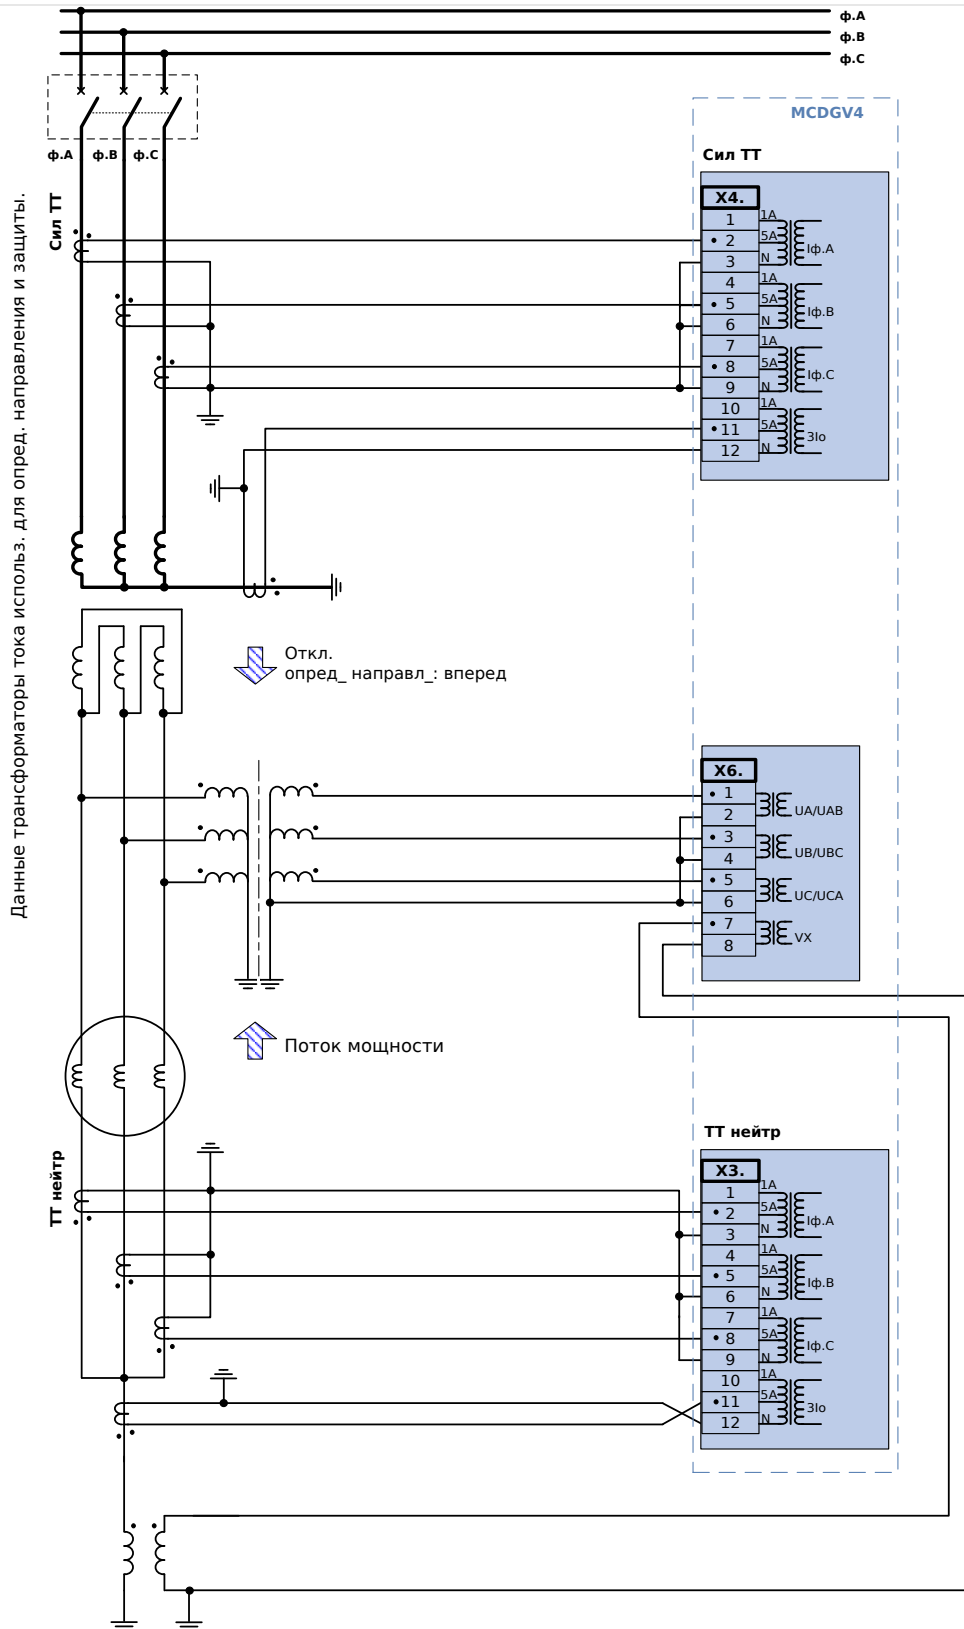 ф.A
ф.B
ф.C
ф.A
ф.B
ф.C
Данные трансформаторы тока использ. для опред. направления и защиты.
Сил ТТ
MCDGV4
Сил ТТ
X4.
1
2
3
4
5
6
7
8
9
10
11
12
1A
5A
N
Iф.A
1A
5A
N
Iф.B
1A
5A
N
Iф.C
1A
5A
N
3Io
Откл.
опред_ направл_: вперед
X6.
1
2
3
4
5
6
7
8
UA/UAB
UB/UBC
UC/UCA
VX
Поток мощности
ТТ нейтр
ТТ нейтр
X3.
1
2
3
4
5
6
7
8
9
10
11
12
1A
5A
N
Iф.A
1A
5A
N
Iф.B
1A
5A
N
Iф.C
1A
5A
N
3Io